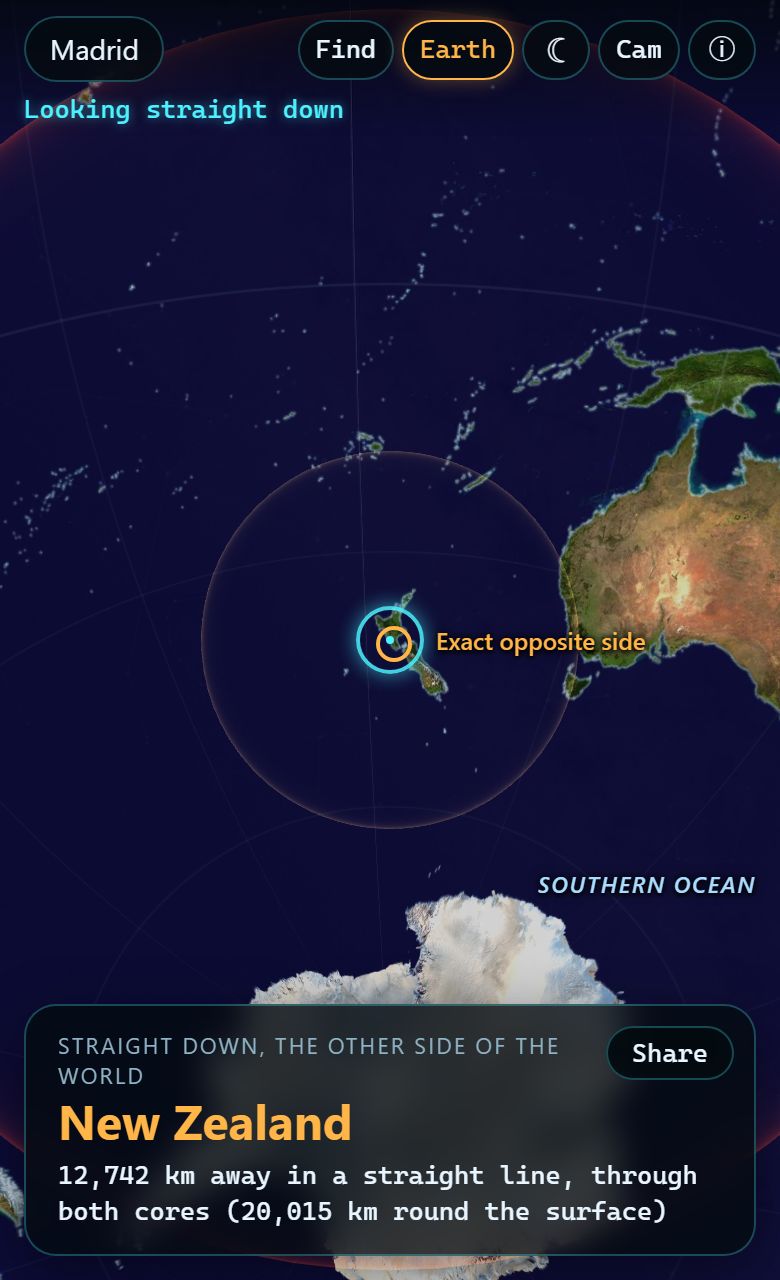 Madrid
Find
Earth
☾
Cam
ⓘ
Looking straight down
Exact opposite side
SOUTHERN OCEAN
STRAIGHT DOWN, THE OTHER SIDE OF THE
WORLD
Share
New Zealand
12,742 km away in a straight line, through
both cores (20,015 km round the surface)